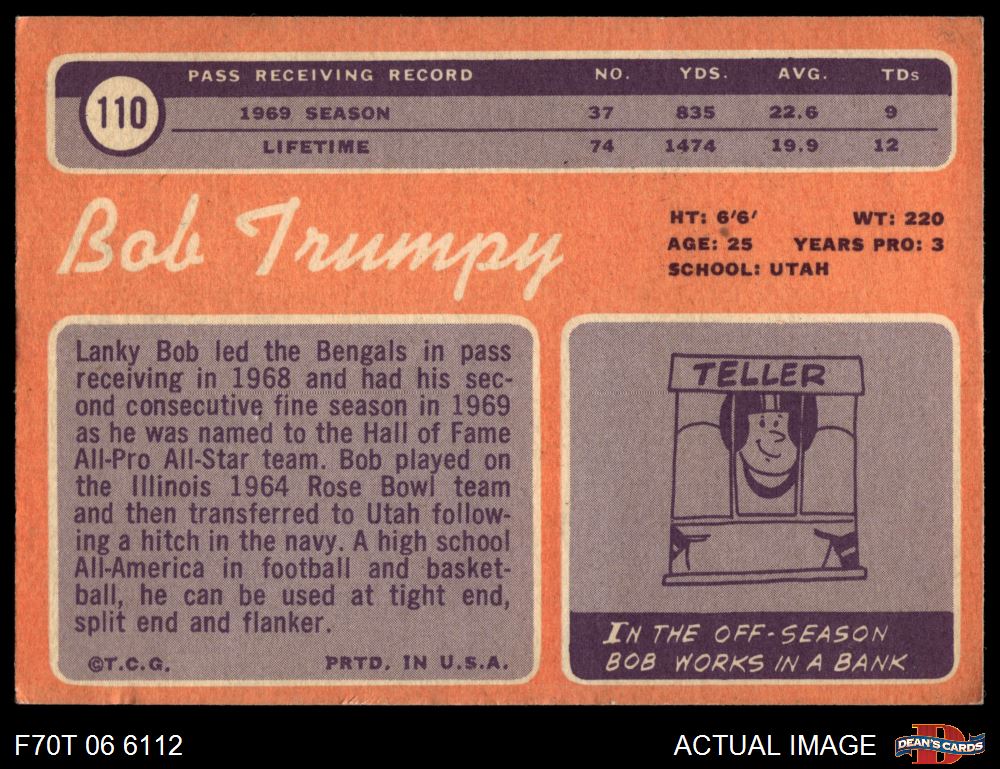 110
PASS RECEIVING RECORD NO. YDS. AVG. TDs
1969 SEASON 37 835 22.6 9
LIFETIME 74 1474 19.9 12
Bob Trumpy
HT: 6'6' WT: 220
AGE: 25 YEARS PRO: 3
SCHOOL: UTAH
Lanky Bob led the Bengals in pass
receiving in 1968 and had his sec-
ond consecutive fine season in 1969
as he was named to the Hall of Fame
All-Pro All-Star team. Bob played on
the Illinois 1964 Rose Bowl team
and then transferred to Utah follow-
ing a hitch in the navy. A high school
All-America in football and basket-
ball, he can be used at tight end,
split end and flanker.
©T.C.G. PRTD. IN U.S.A.
TELLER
IN THE OFF-SEASON
BOB WORKS IN A BANK
F70T 06 6112
ACTUAL IMAGE
D
DEAN'S CARDS